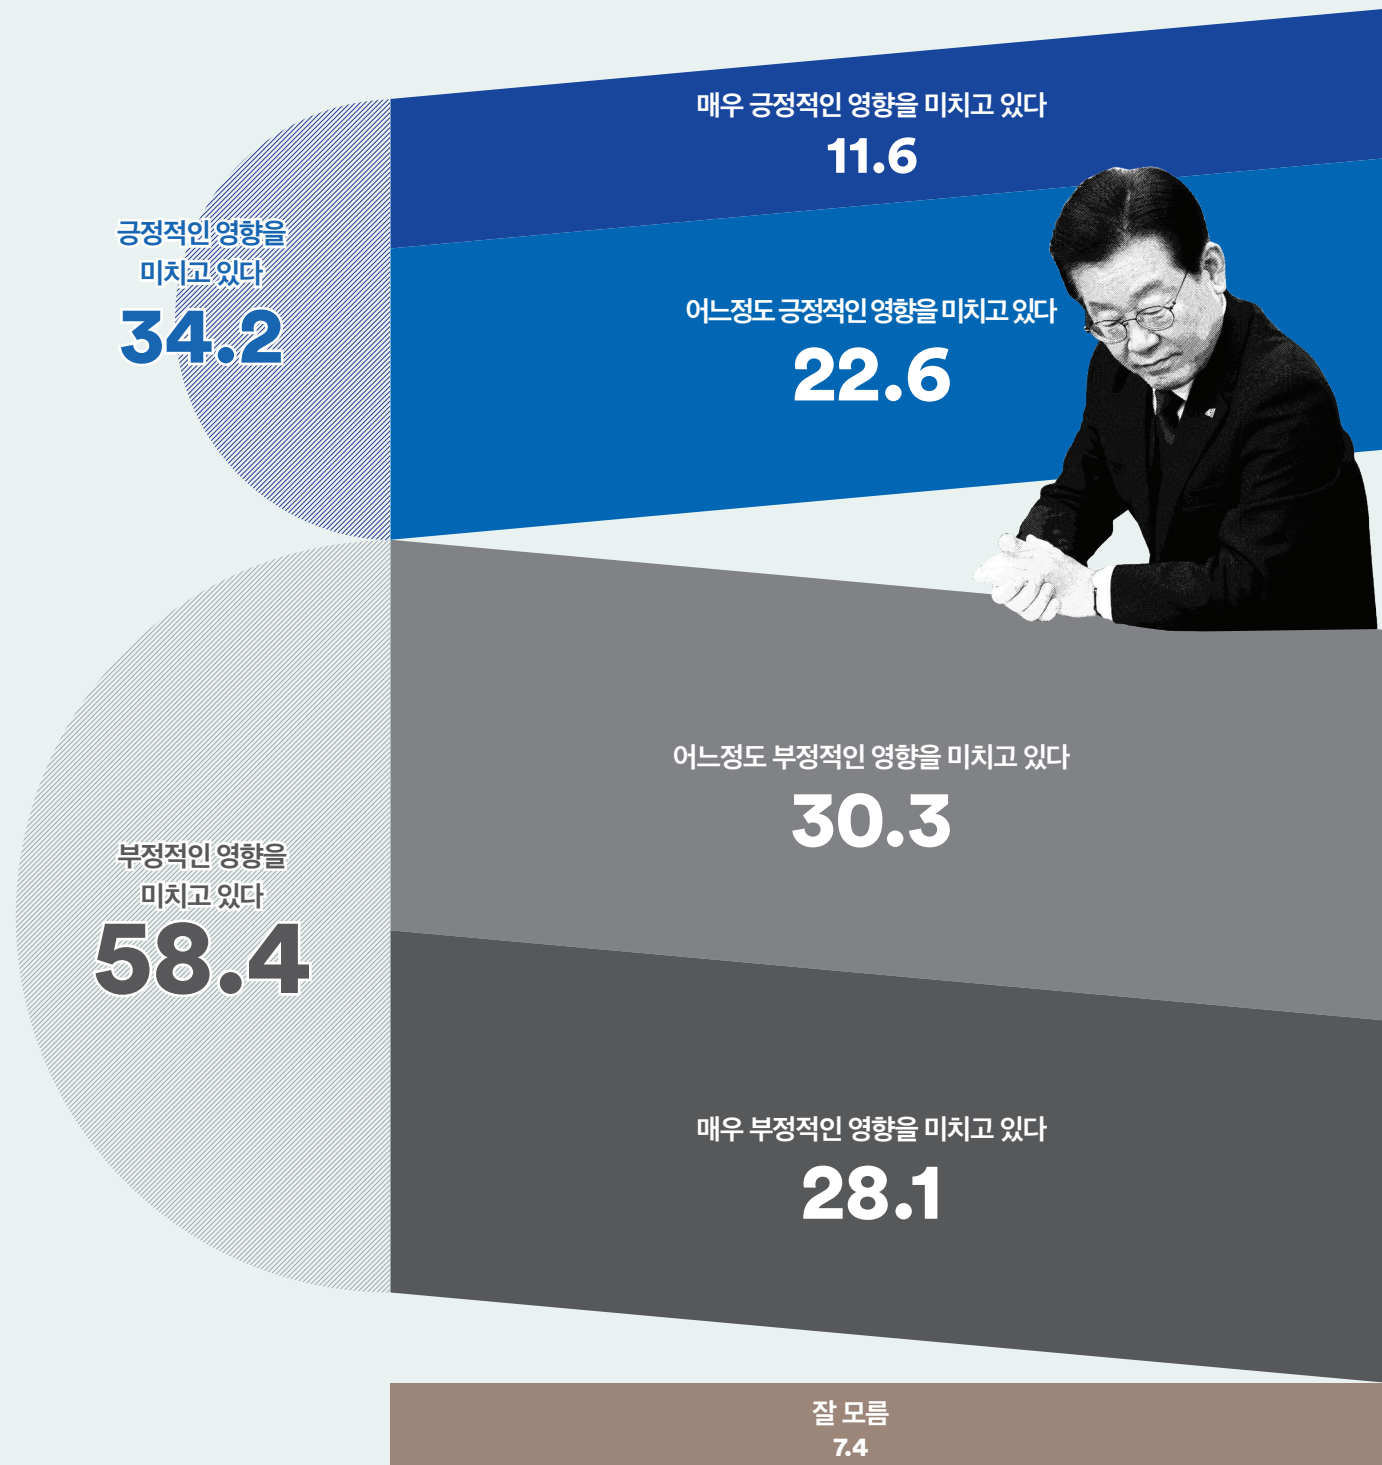 매우 긍정적인 영향을 미치고 있다
11.6
긍정적인 영향을
미치고 있다
34.2
어느정도 긍정적인 영향을 미치고 있다
22.6
어느정도 부정적인 영향을 미치고 있다
30.3
부정적인 영향을
미치고 있다
58.4
매우 부정적인 영향을 미치고 있다
28.1
잘 모름
7.4